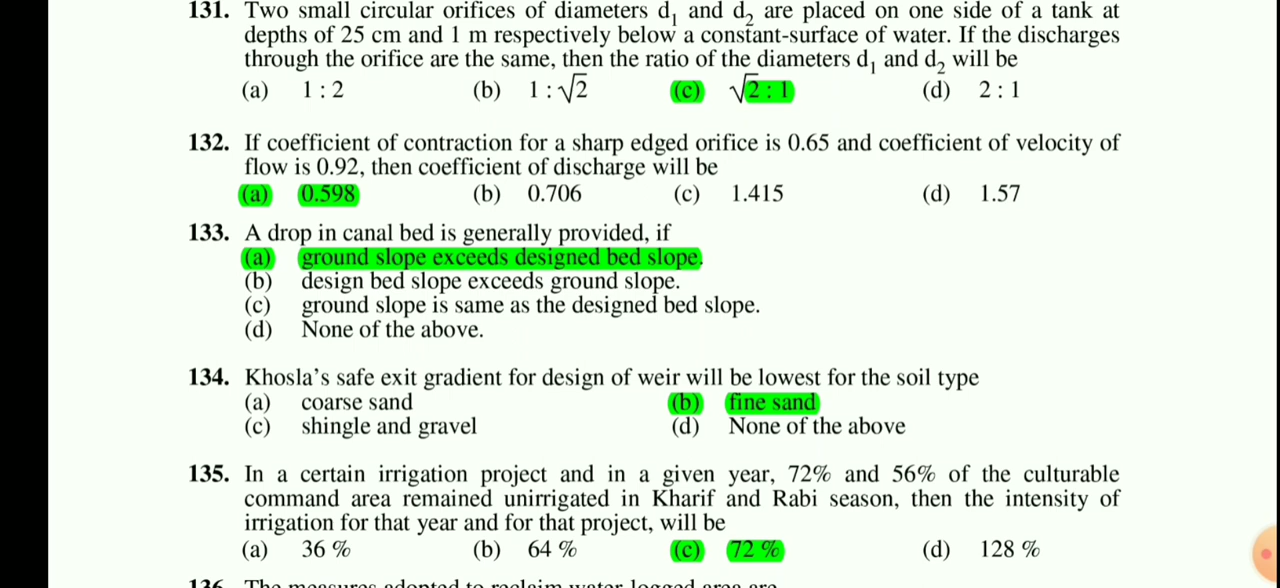 131. Two small circular orifices of diameters d₁ and d₂ are placed on one side of a tank at
depths of 25 cm and 1 m respectively below a constant-surface of water. If the discharges
through the orifice are the same, then the ratio of the diameters d₁ and d₂ will be
(a) 1 : 2 (b) 1 : √2 (c) √2 : 1 (d) 2 : 1
132. If coefficient of contraction for a sharp edged orifice is 0.65 and coefficient of velocity of
flow is 0.92, then coefficient of discharge will be
(a) 0.598 (b) 0.706 (c) 1.415 (d) 1.57
133. A drop in canal bed is generally provided, if
(a) ground slope exceeds designed bed slope.
(b) design bed slope exceeds ground slope.
(c) ground slope is same as the designed bed slope.
(d) None of the above.
134. Khosla's safe exit gradient for design of weir will be lowest for the soil type
(a) coarse sand (b) fine sand
(c) shingle and gravel (d) None of the above
135. In a certain irrigation project and in a given year, 72% and 56% of the culturable
command area remained unirrigated in Kharif and Rabi season, then the intensity of
irrigation for that year and for that project, will be
(a) 36 % (b) 64 % (c) 72 % (d) 128 %
136. The measures adopted to reclaim water logged area are